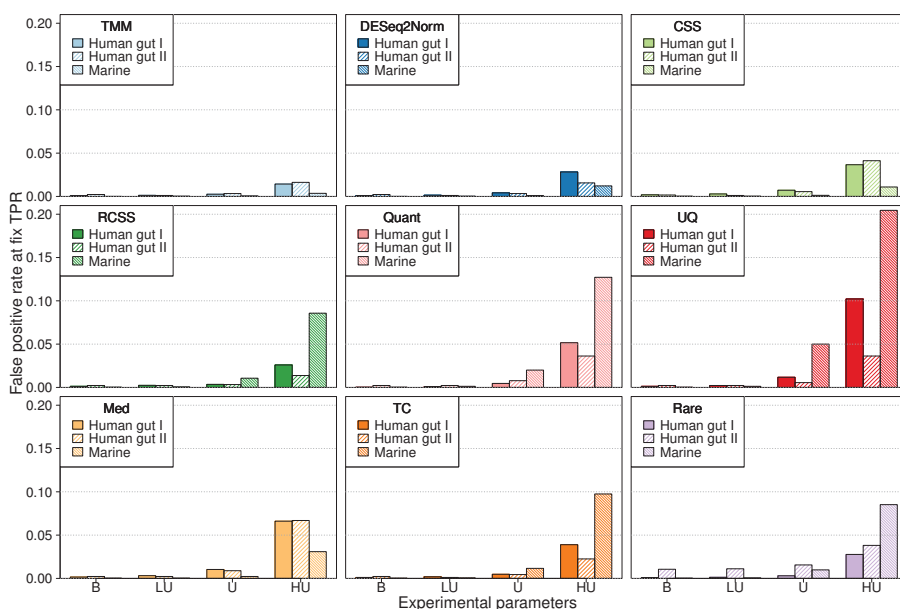 TMM
Human gut I
Human gut II
Marine
DESeq2Norm
Human gut I
Human gut II
Marine
CSS
Human gut I
Human gut II
Marine
0.20
0.15
0.10
0.05
0.00
RCSS
Human gut I
Human gut II
Marine
Quant
Human gut I
Human gut II
Marine
UQ
Human gut I
Human gut II
Marine
0.20
0.15
0.10
0.05
0.00
False positive rate at fix TPR
Med
Human gut I
Human gut II
Marine
TC
Human gut I
Human gut II
Marine
Rare
Human gut I
Human gut II
Marine
0.20
0.15
0.10
0.05
0.00
B LU U HU B LU U HU B LU U HU
Experimental parameters